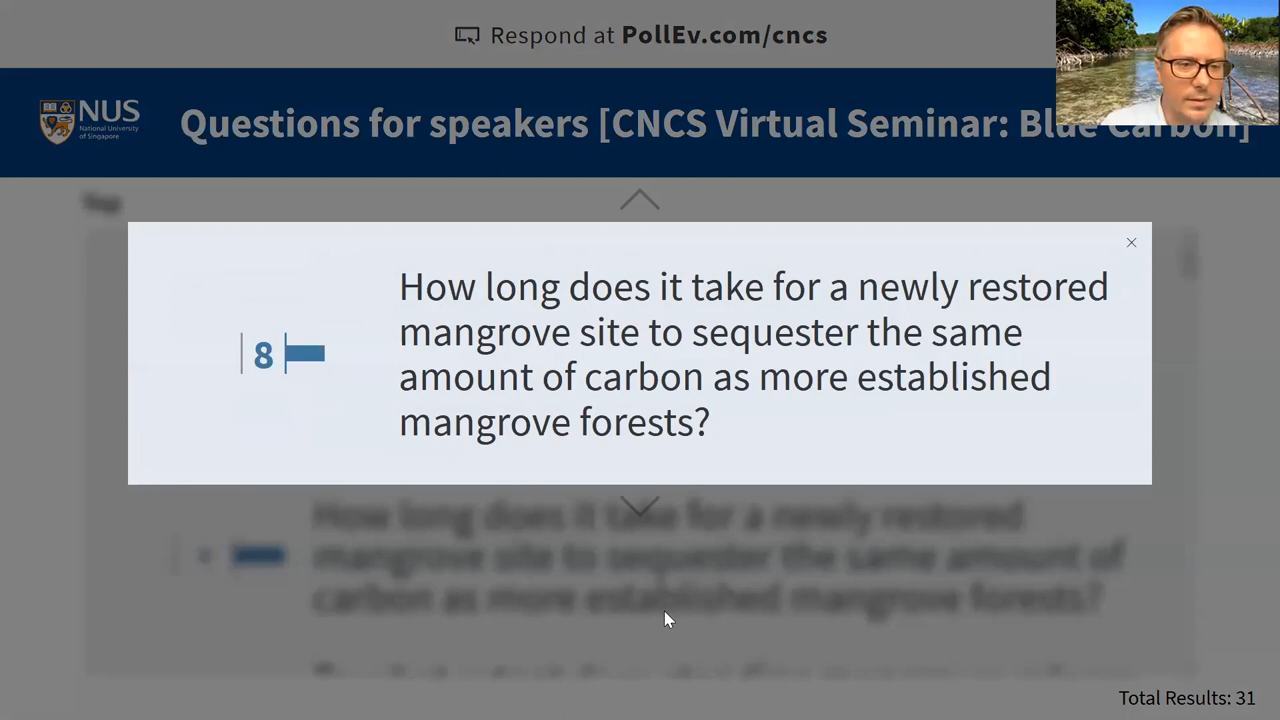 Respond at PollEv.com/cncs
NUS
National University
of Singapore
Questions for speakers [CNCS Virtual Seminar: Blue Carbon]
Top
8
How long does it take for a newly restored
mangrove site to sequester the same
amount of carbon as more established
mangrove forests?
How long does it take for a newly restored
mangrove site to sequester the same amount of
carbon as more established mangrove forests?
Total Results: 31